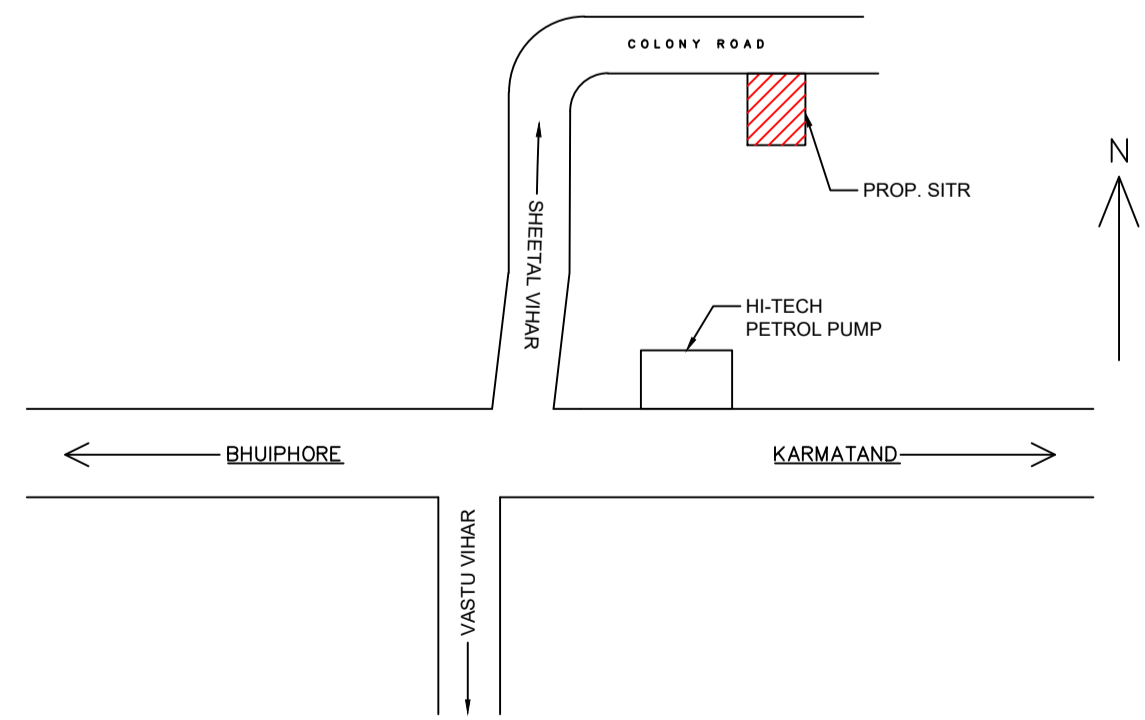 COLONY ROAD
N
PROP. SITR
SHEETAL VIHAR
HI-TECH
PETROL PUMP
BHUIPHORE
KARMATAND
VASTU VIHAR